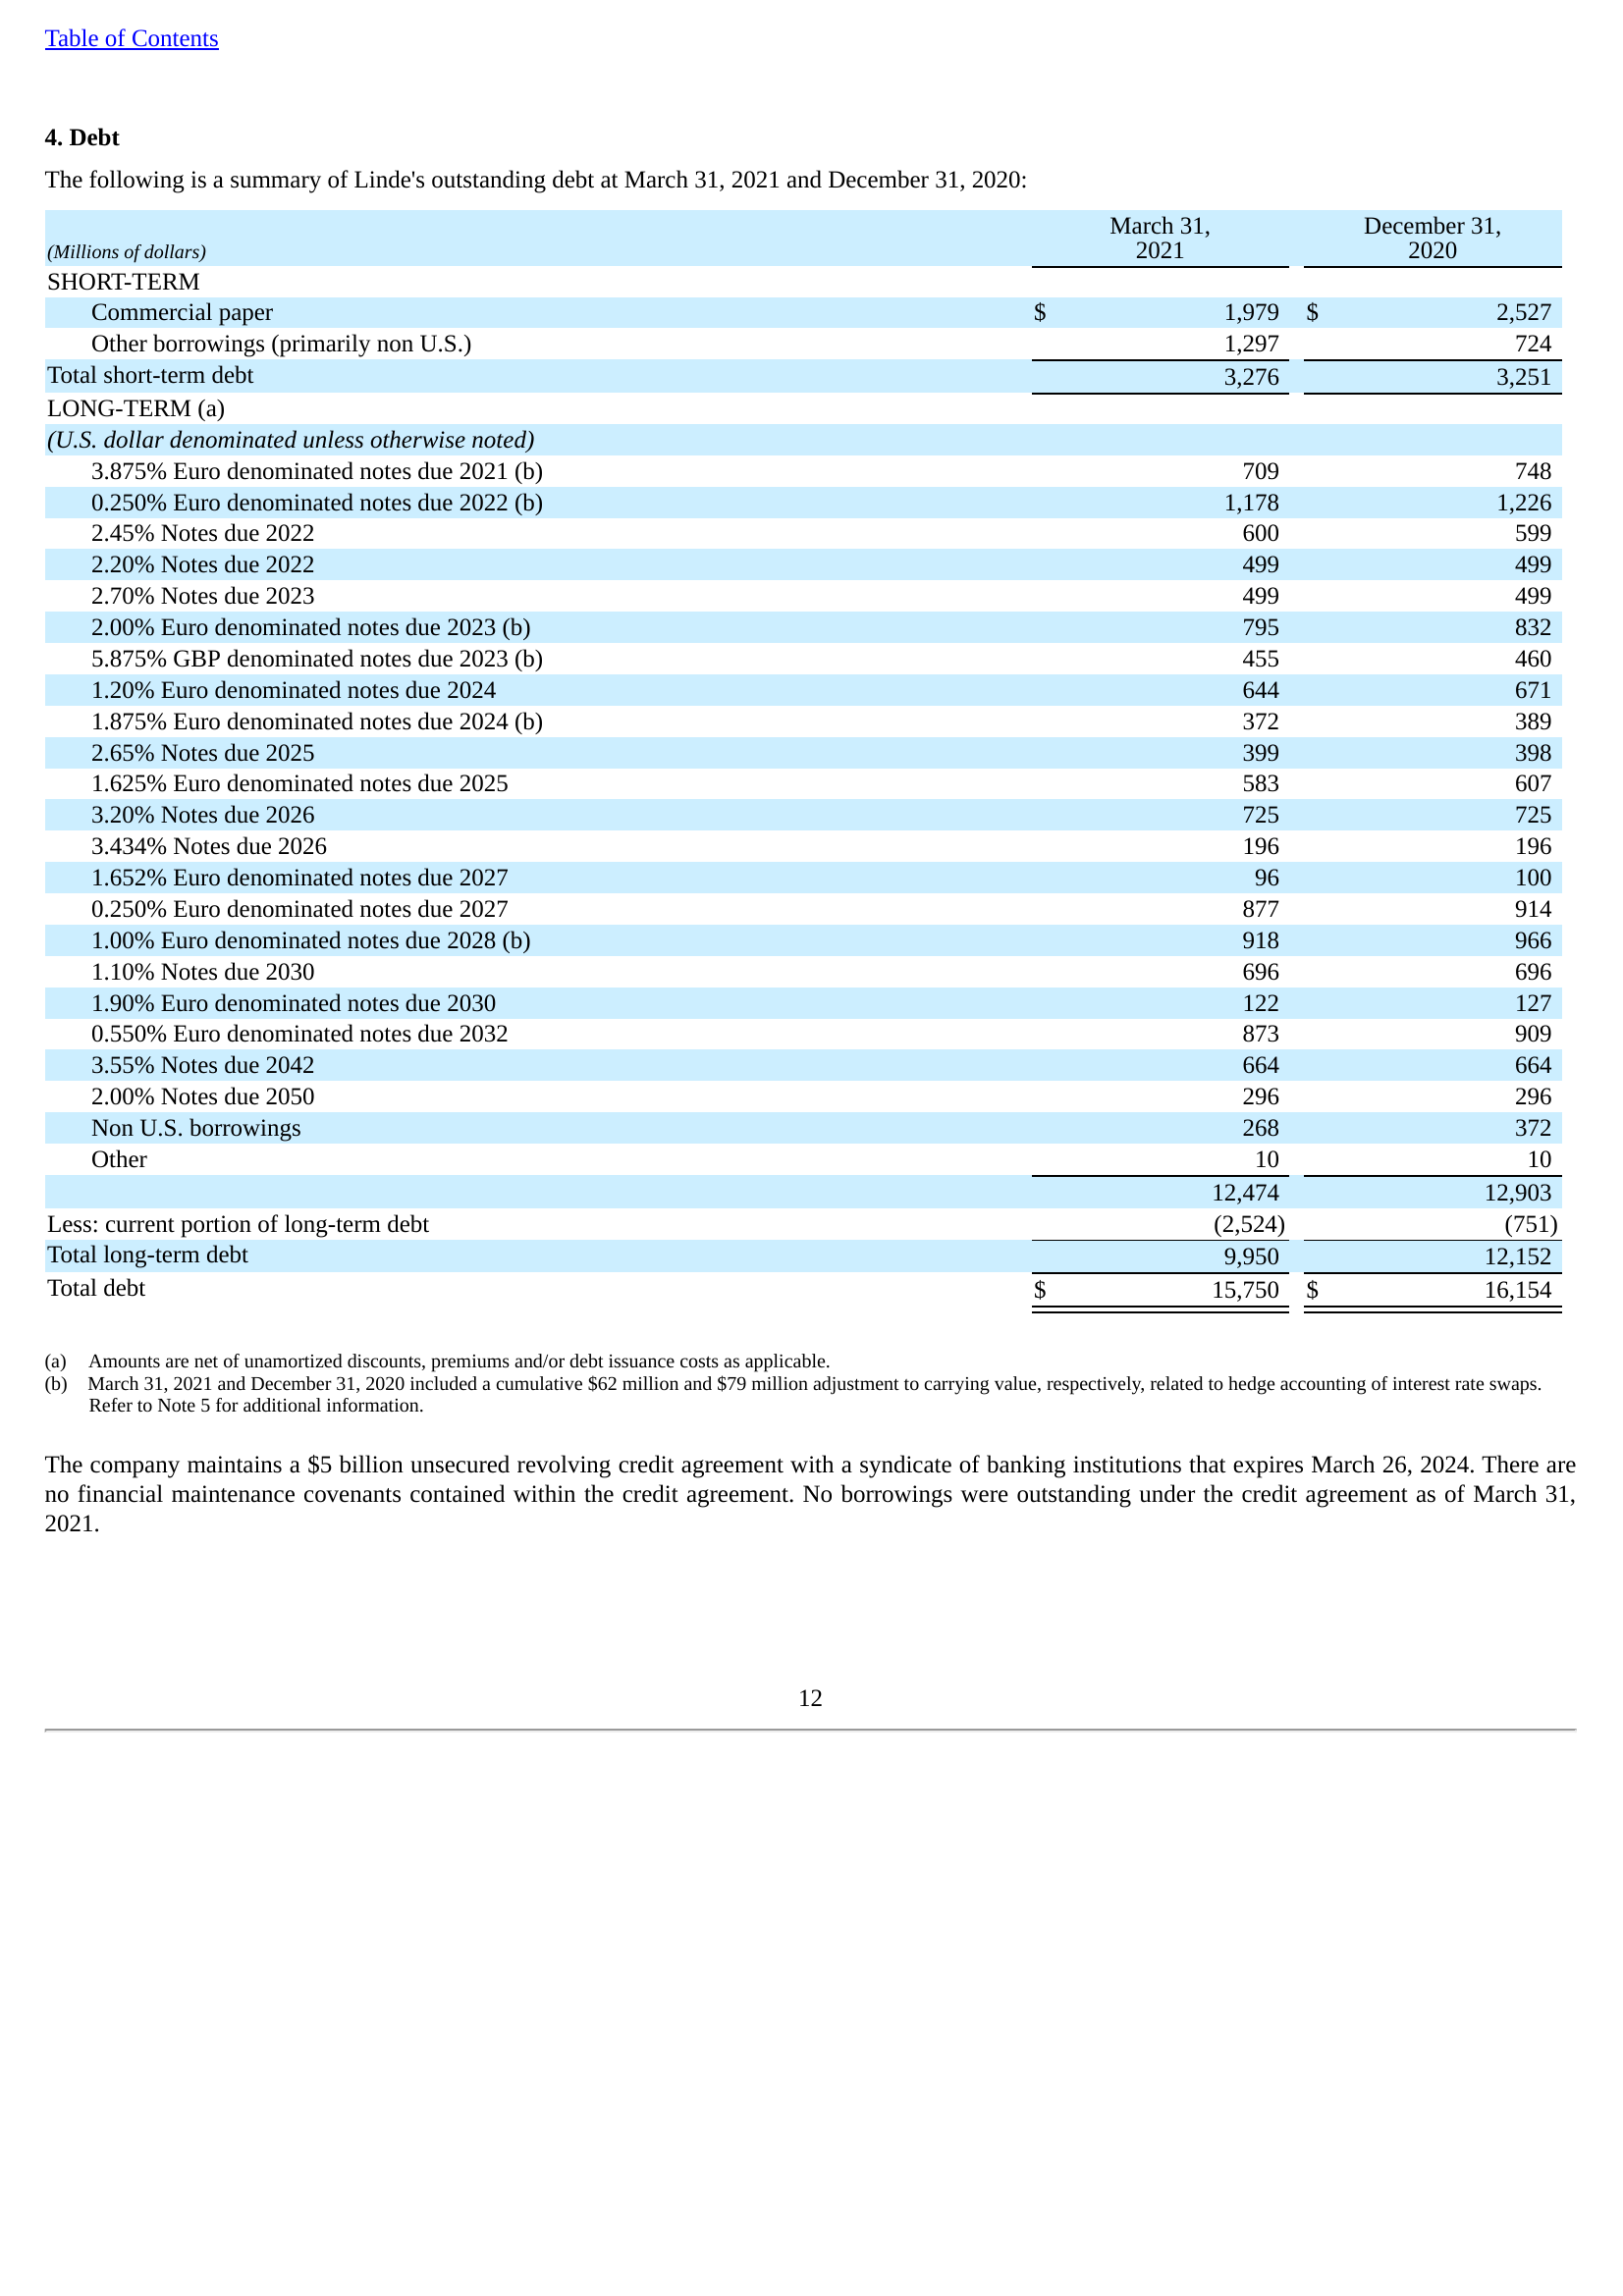 Table of Contents
4. Debt
The following is a summary of Linde's outstanding debt at March 31, 2021 and December 31, 2020:
(Millions of dollars) March 31, 2021 December 31, 2020
SHORT-TERM
Commercial paper $ 1,979 $ 2,527
Other borrowings (primarily non U.S.) 1,297 724
Total short-term debt 3,276 3,251
LONG-TERM (a)
(U.S. dollar denominated unless otherwise noted)
3.875% Euro denominated notes due 2021 (b) 709 748
0.250% Euro denominated notes due 2022 (b) 1,178 1,226
2.45% Notes due 2022 600 599
2.20% Notes due 2022 499 499
2.70% Notes due 2023 499 499
2.00% Euro denominated notes due 2023 (b) 795 832
5.875% GBP denominated notes due 2023 (b) 455 460
1.20% Euro denominated notes due 2024 644 671
1.875% Euro denominated notes due 2024 (b) 372 389
2.65% Notes due 2025 399 398
1.625% Euro denominated notes due 2025 583 607
3.20% Notes due 2026 725 725
3.434% Notes due 2026 196 196
1.652% Euro denominated notes due 2027 96 100
0.250% Euro denominated notes due 2027 877 914
1.00% Euro denominated notes due 2028 (b) 918 966
1.10% Notes due 2030 696 696
1.90% Euro denominated notes due 2030 122 127
0.550% Euro denominated notes due 2032 873 909
3.55% Notes due 2042 664 664
2.00% Notes due 2050 296 296
Non U.S. borrowings 268 372
Other 10 10
12,474 12,903
Less: current portion of long-term debt (2,524) (751)
Total long-term debt 9,950 12,152
Total debt $ 15,750 $ 16,154
(a) Amounts are net of unamortized discounts, premiums and/or debt issuance costs as applicable.
(b) March 31, 2021 and December 31, 2020 included a cumulative $62 million and $79 million adjustment to carrying value, respectively, related to hedge accounting of interest rate swaps.
Refer to Note 5 for additional information.
The company maintains a $5 billion unsecured revolving credit agreement with a syndicate of banking institutions that expires March 26, 2024. There are
no financial maintenance covenants contained within the credit agreement. No borrowings were outstanding under the credit agreement as of March 31,
2021.
12